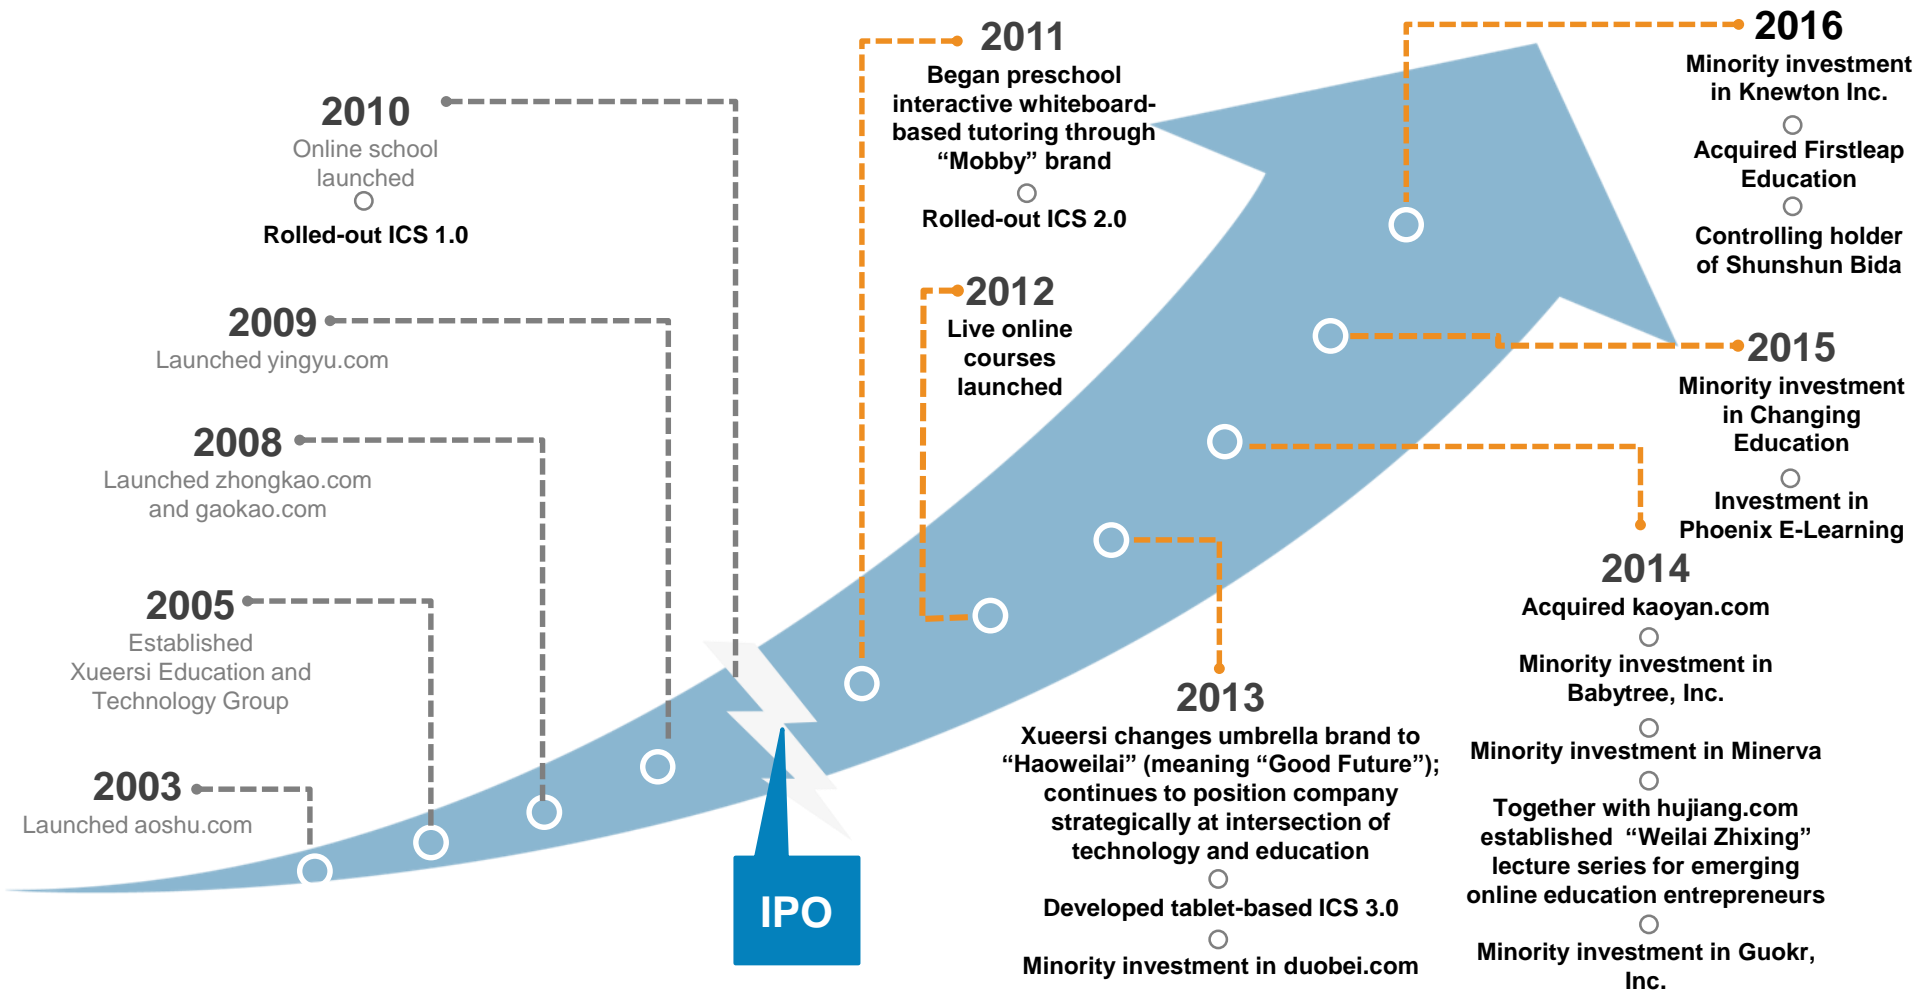 2003
Launched aoshu.com
2005
Established
Xueersi Education and
Technology Group
2008
Launched zhongkao.com
and gaokao.com
2009
Launched yingyu.com
2010
Online school
launched
Rolled-out ICS 1.0
IPO
2011
Began preschool
interactive whiteboard-
based tutoring through
“Mobby” brand
Rolled-out ICS 2.0
2012
Live online
courses
launched
2013
Xueersi changes umbrella brand to
“Haoweilai” (meaning “Good Future”);
continues to position company
strategically at intersection of
technology and education
Developed tablet-based ICS 3.0
Minority investment in duobei.com
2014
Acquired kaoyan.com
Minority investment in
Babytree, Inc.
Minority investment in Minerva
Together with hujiang.com
established “Weilai Zhixing”
lecture series for emerging
online education entrepreneurs
Minority investment in Guokr,
Inc.
2015
Minority investment
in Changing
Education
Investment in
Phoenix E-Learning
2016
Minority investment
in Knewton Inc.
Acquired Firstleap
Education
Controlling holder
of Shunshun Bida